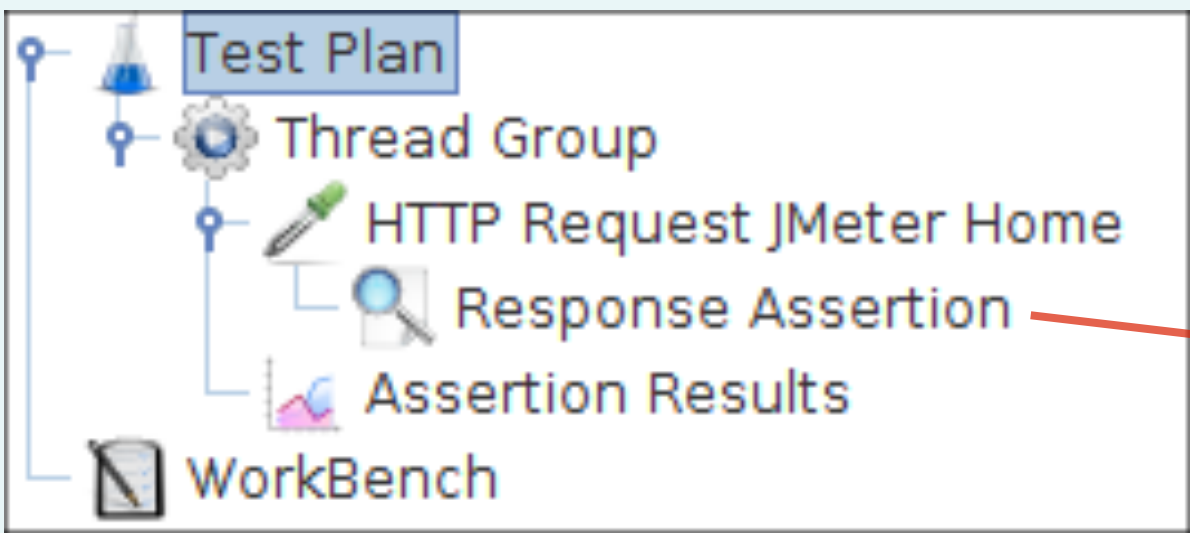 Test Plan
Thread Group
HTTP Request JMeter Home
Response Assertion
Assertion Results
WorkBench